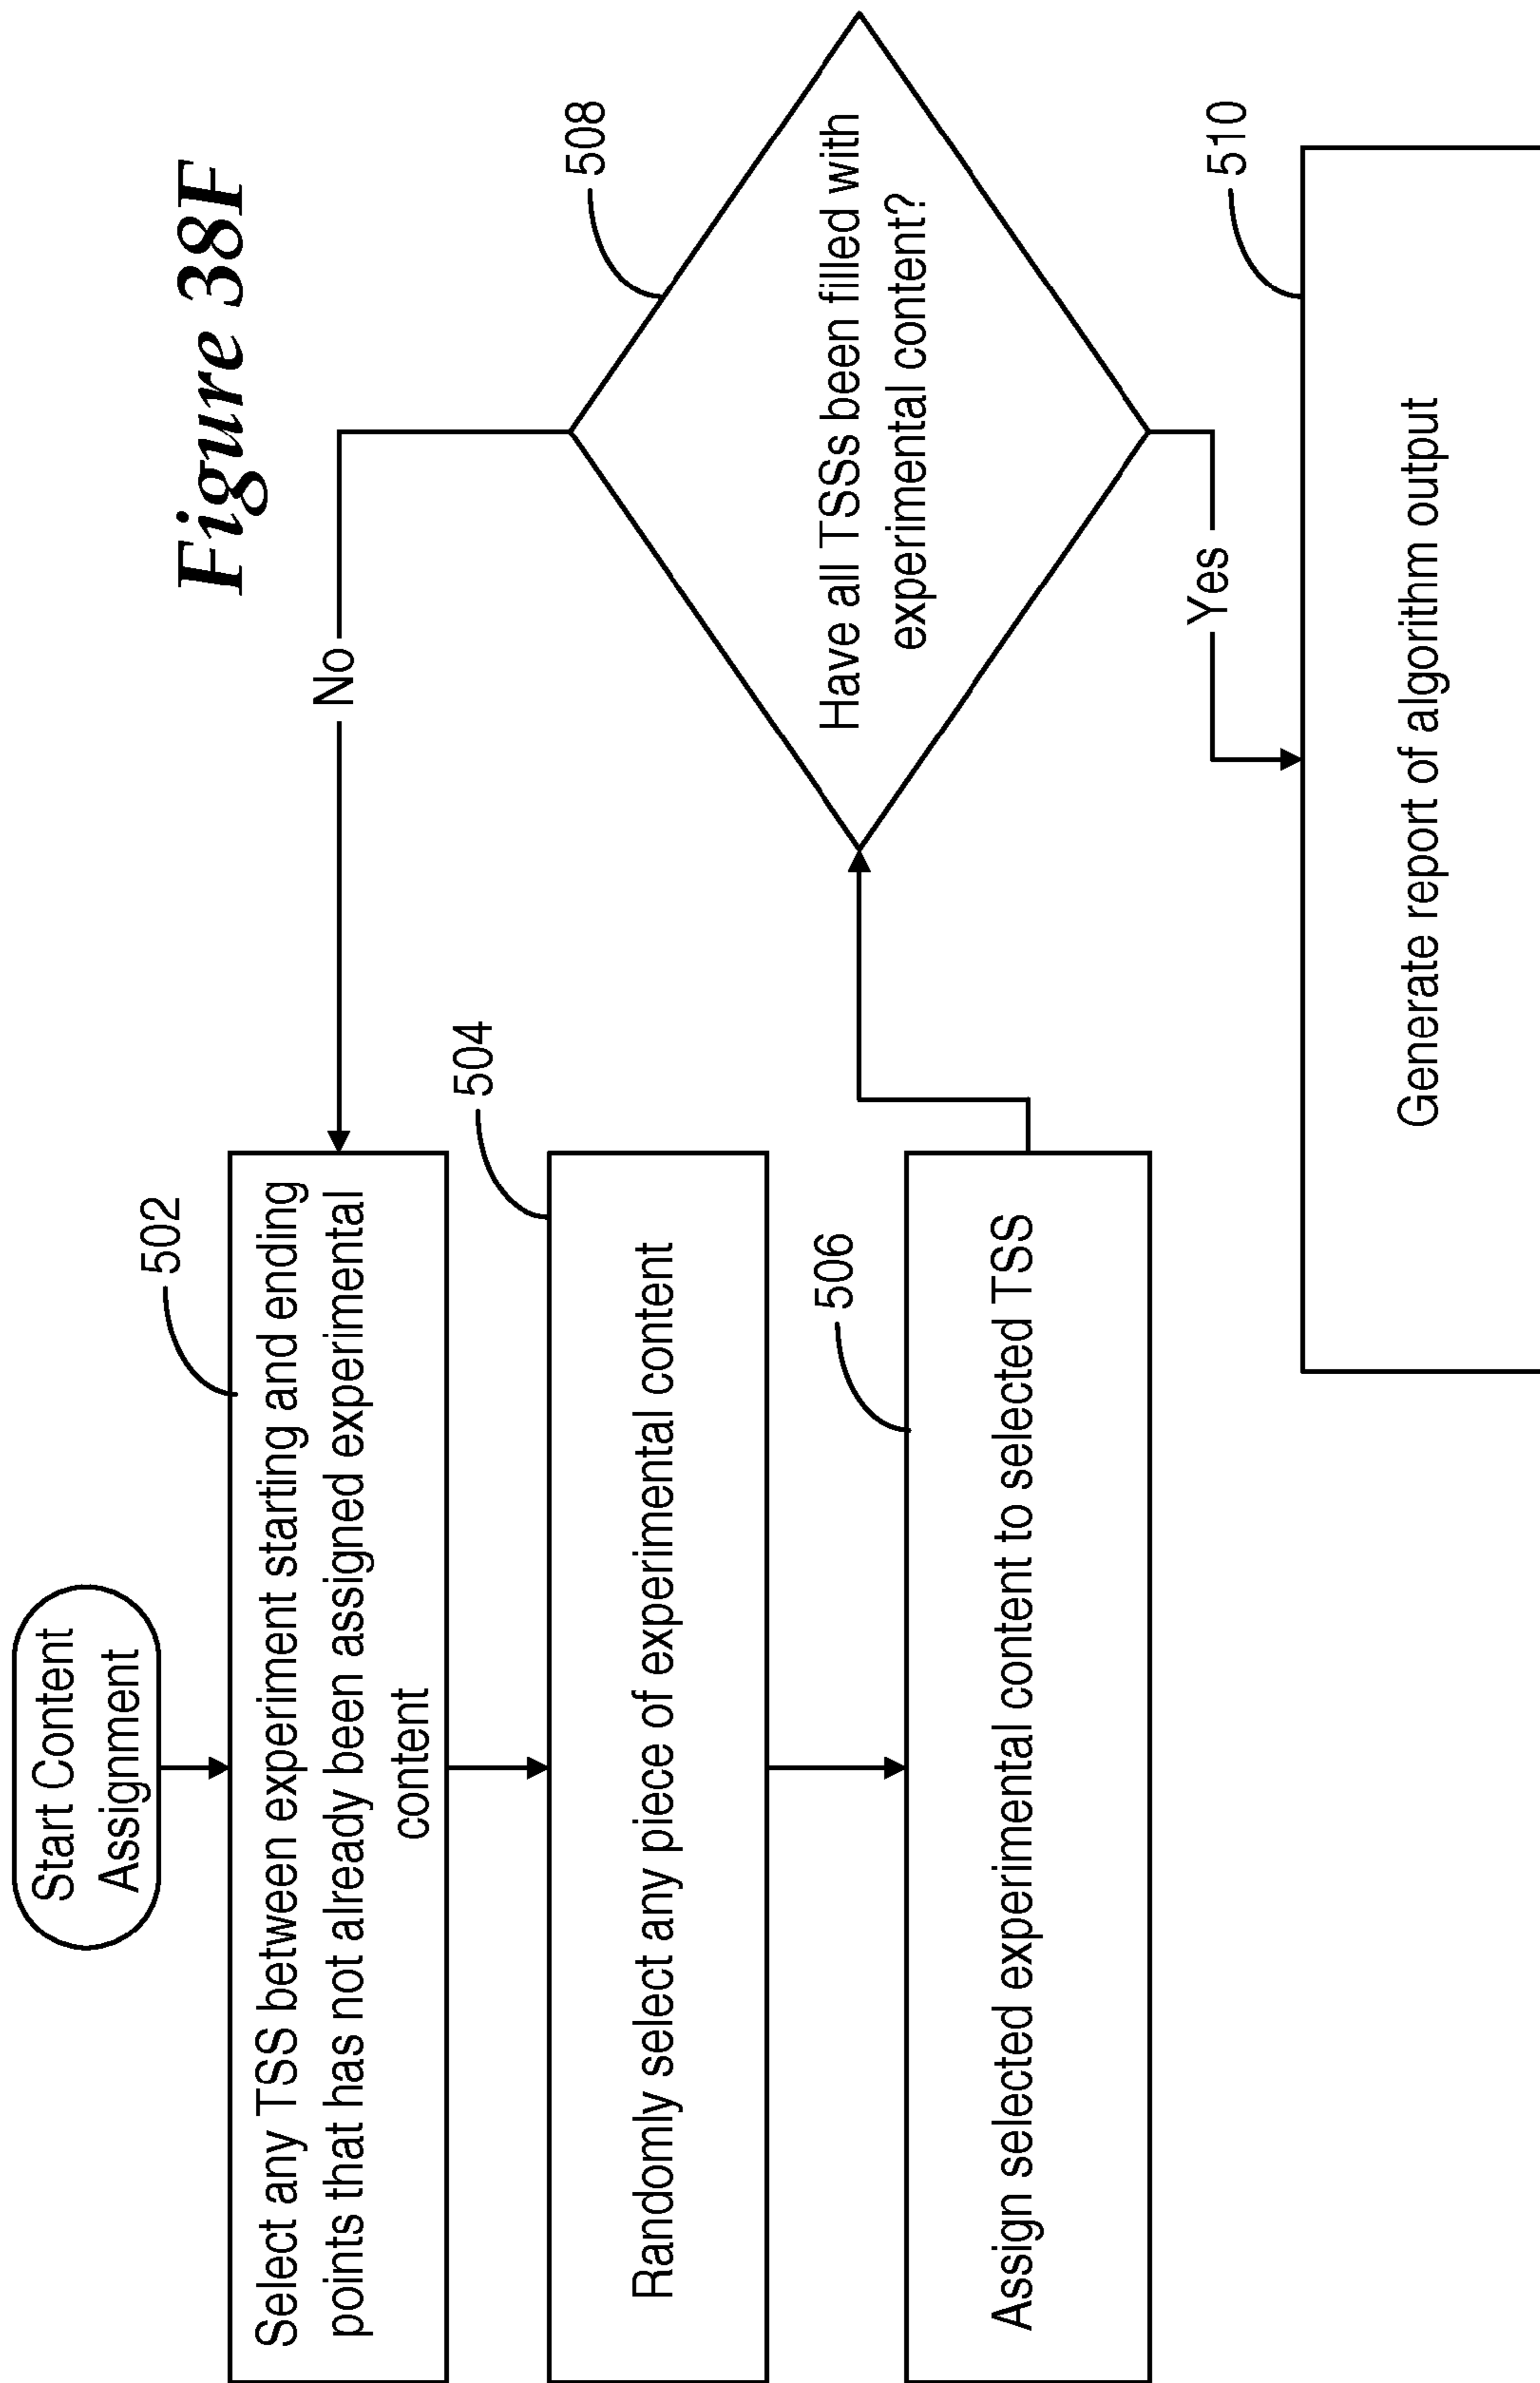 Figure 38F
Start Content
Assignment
502
Select any TSS between experiment starting and ending
points that has not already been assigned experimental
content
504
Randomly select any piece of experimental content
506
Assign selected experimental content to selected TSS
No
508
Have all TSSs been filled with
experimental content?
Yes
510
Generate report of algorithm output